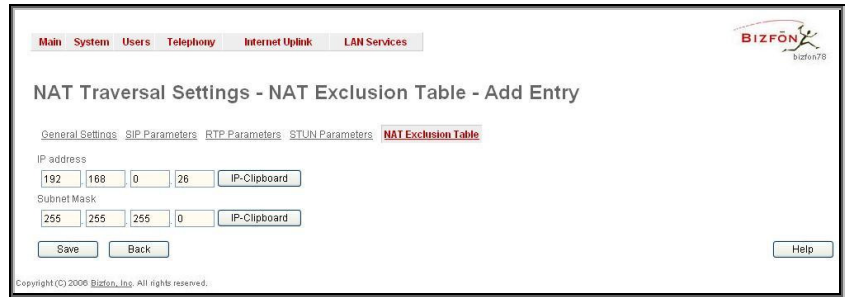 Main System Users Telephony Internet Uplink LAN Services
BIZFŌN
bizfon78
NAT Traversal Settings - NAT Exclusion Table - Add Entry
General Settings SIP Parameters RTP Parameters STUN Parameters NAT Exclusion Table
IP address
192 . 168 . 0 . 26 IP-Clipboard
Subnet Mask
255 . 255 . 255 . 0 IP-Clipboard
Save Back Help
Copyright (C) 2006 Bizfon, Inc. All rights reserved.